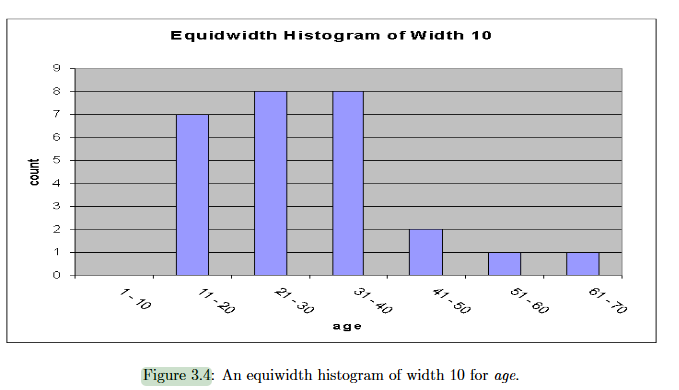 Equidwidth Histogram of Width 10
9
8
7
6
5
4
3
2
1
0
count
1 - 10
11 - 20
21 - 30
31 - 40
41 - 50
51 - 60
61 - 70
age
Figure 3.4: An equiwidth histogram of width 10 for age.